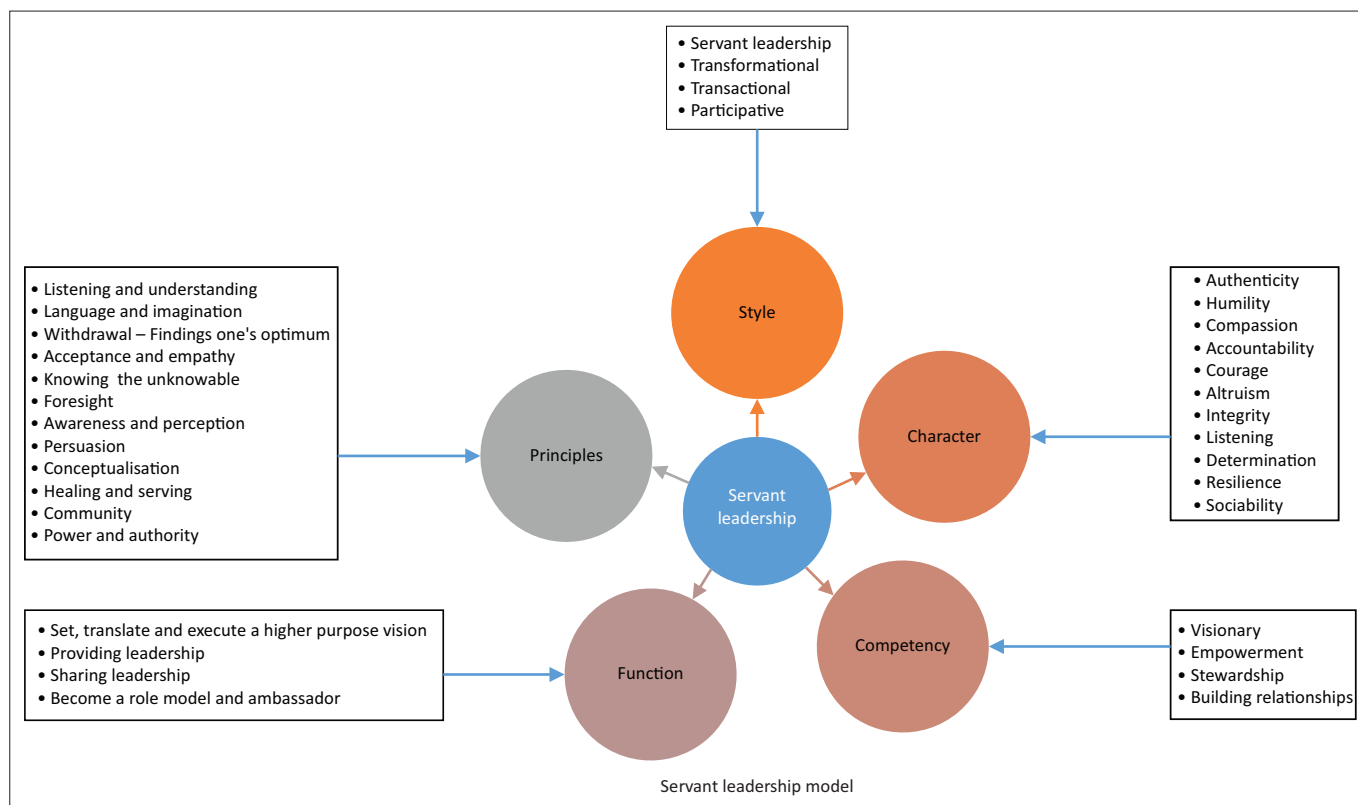 • Servant leadership
• Transformational
• Transactional
• Participative
Style
• Listening and understanding
• Language and imagination
• Withdrawal – Findings one's optimum
• Acceptance and empathy
• Knowing the unknowable
• Foresight
• Awareness and perception
• Persuasion
• Conceptualisation
• Healing and serving
• Community
• Power and authority
Principles
• Authenticity
• Humility
• Compassion
• Accountability
• Courage
• Altruism
• Integrity
• Listening
• Determination
• Resilience
• Sociability
Character
Servant
leadership
• Set, translate and execute a higher purpose vision
• Providing leadership
• Sharing leadership
• Become a role model and ambassador
Function
Competency
• Visionary
• Empowerment
• Stewardship
• Building relationships
Servant leadership model